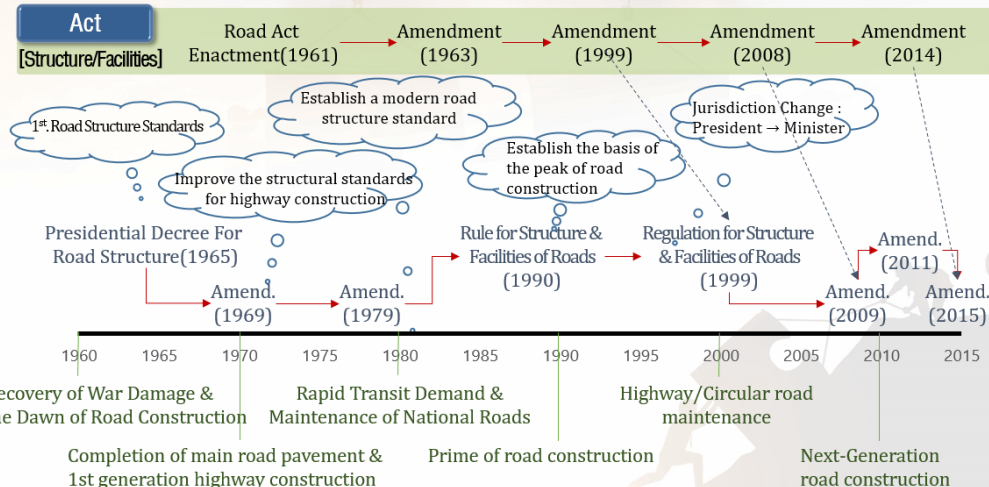 Act
[Structure/Facilities]
Road Act
Enactment(1961)
Amendment
(1963)
Amendment
(1999)
Amendment
(2008)
Amendment
(2014)
1st. Road Structure Standards
Establish a modern road
structure standard
Improve the structural standards
for highway construction
Establish the basis of
the peak of road
construction
Jurisdiction Change :
President → Minister
Presidential Decree For
Road Structure(1965)
Amend.
(1969)
Amend.
(1979)
Rule for Structure &
Facilities of Roads
(1990)
Regulation for Structure
& Facilities of Roads
(1999)
Amend.
(2009)
Amend.
(2011)
Amend.
(2015)
1960 1965 1970 1975 1980 1985 1990 1995 2000 2005 2010 2015
ecovery of War Damage &
e Dawn of Road Construction
Completion of main road pavement &
1st generation highway construction
Rapid Transit Demand &
Maintenance of National Roads
Prime of road construction
Highway/Circular road
maintenance
Next-Generation
road construction